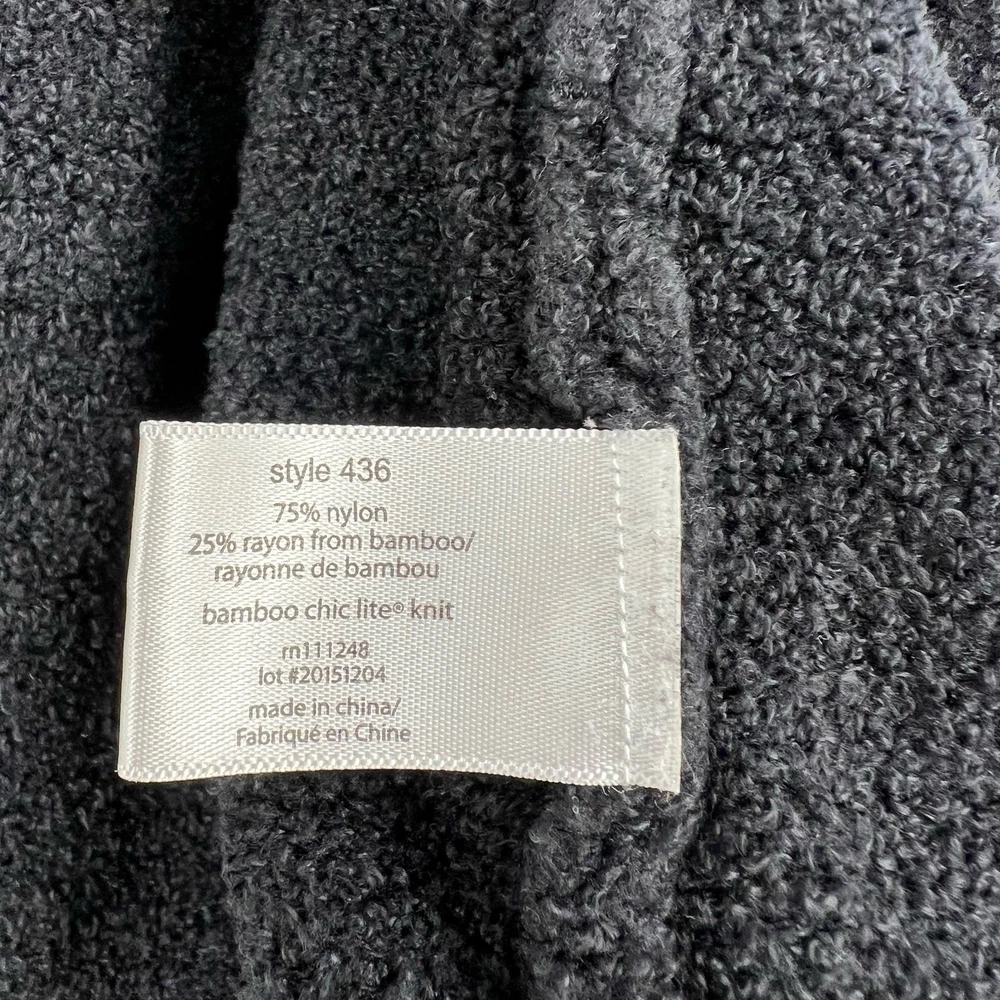 style 436
75% nylon
25% rayon from bamboo/
rayonne de bambou
bamboo chic lite® knit
rn111248
lot #20151204
made in china/
Fabriqué en Chine